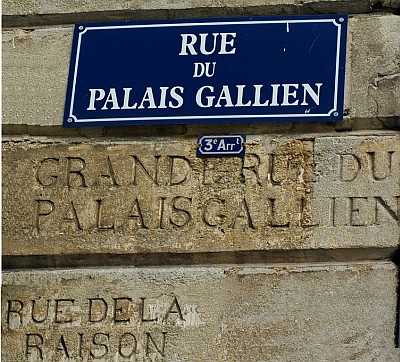 RUE
DU
PALAIS GALLIEN
3e Arrt
GRANDE RUE DU
PALAIS GALLIEN
RUE DE LA
RAISON